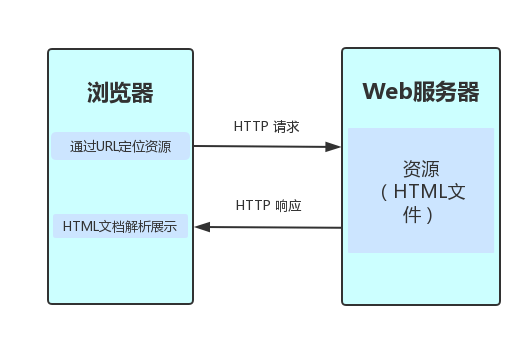 浏览器
Web服务器
HTTP 请求
通过URL定位资源
资源
（HTML文
件）
HTTP 响应
HTML文档解析展示